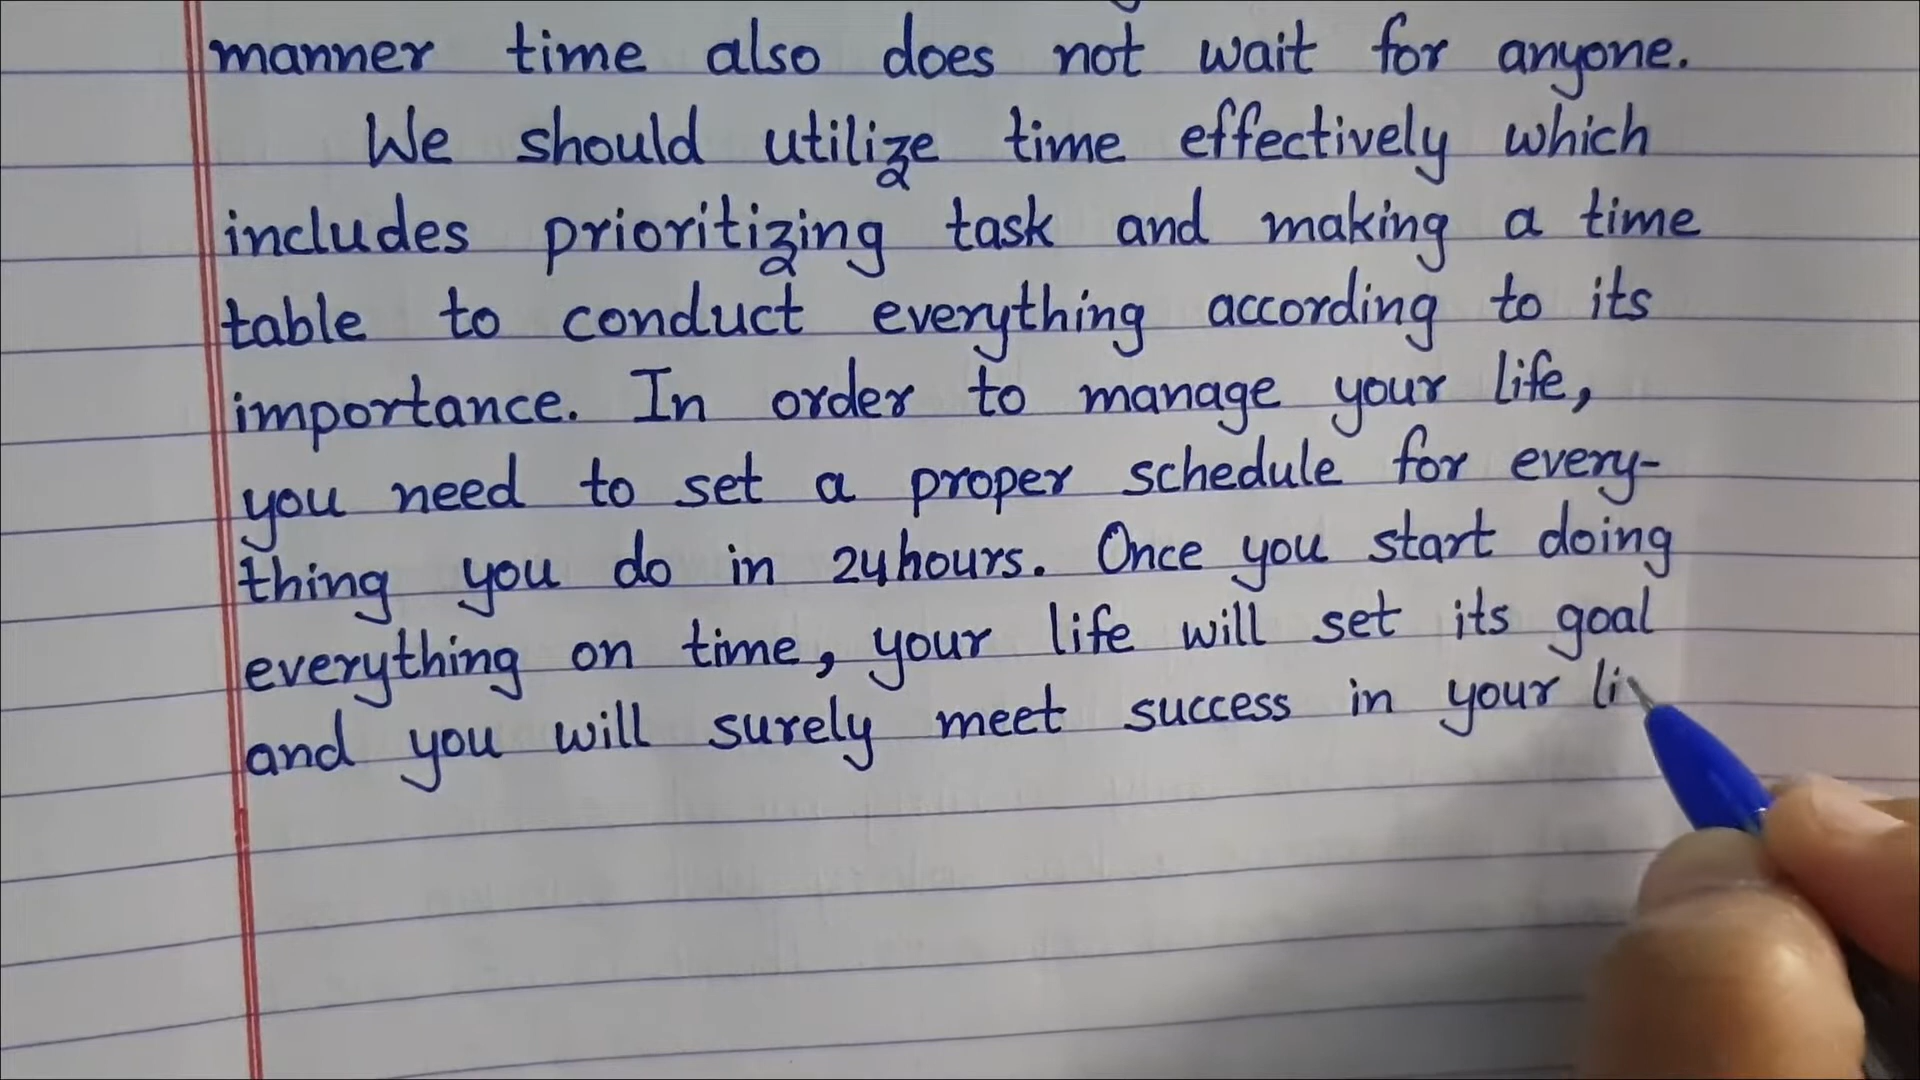 manner time also does not wait for anyone.
We should utilize time effectively which
includes prioritizing task and making a time
table to conduct everything according to its
importance. In order to manage your life,
you need to set a proper schedule for every-
thing you do in 24hours. Once you start doing
everything on time, your life will set its goal
and you will surely meet success in your li